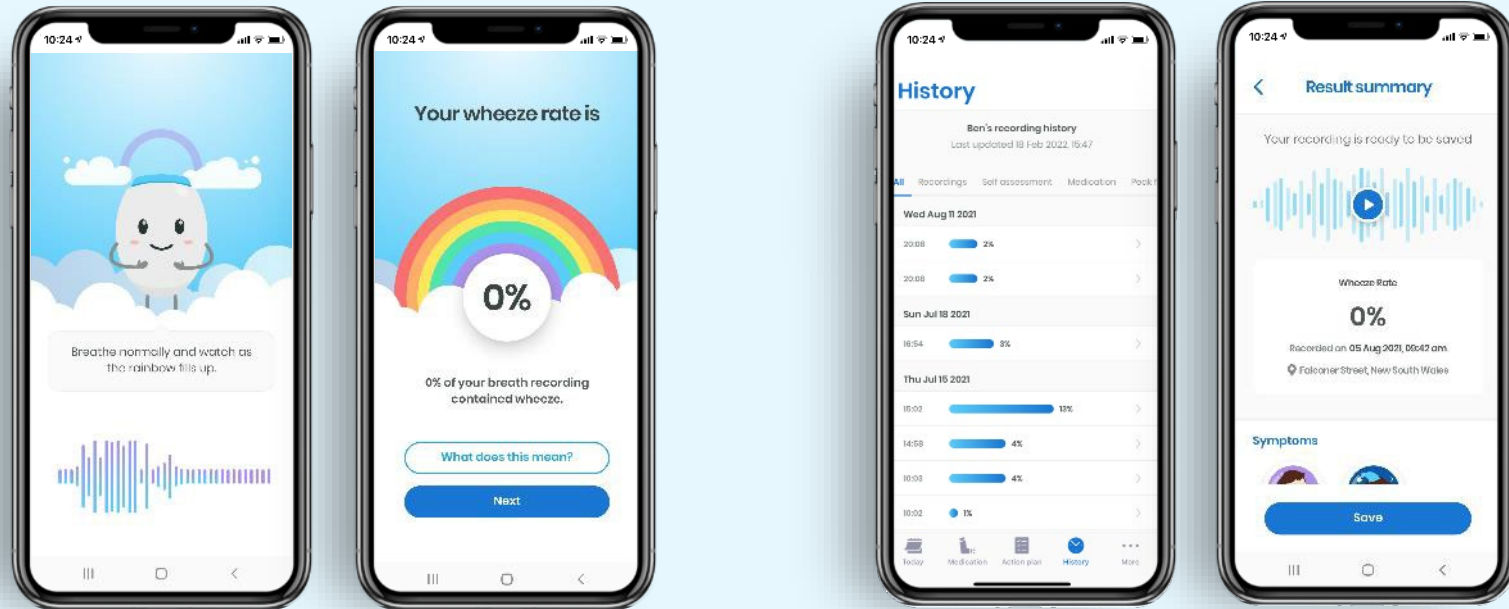 10:24
Breathe normally and watch as
the rainbow fills up.
10:24
Your wheeze rate is
0%
0% of your breath recording
contained wheeze.
What does this mean?
Next
10:24
History
Ben's recording history
Last updated 18 Feb 2022, 15:47
All Recordings Self assessment Medication Peak f
Wed Aug 11 2021
20:08 2%
20:08 2%
Sun Jul 18 2021
16:54 3%
Thu Jul 15 2021
15:02 13%
14:58 4%
10:03 4%
10:02 1%
Today Medication Action plan History More
10:24
Result summary
Your recording is ready to be saved
Wheeze Rate
0%
Recorded on 05 Aug 2021, 09:42 am
Falconer Street, New South Wales
Symptoms
Save